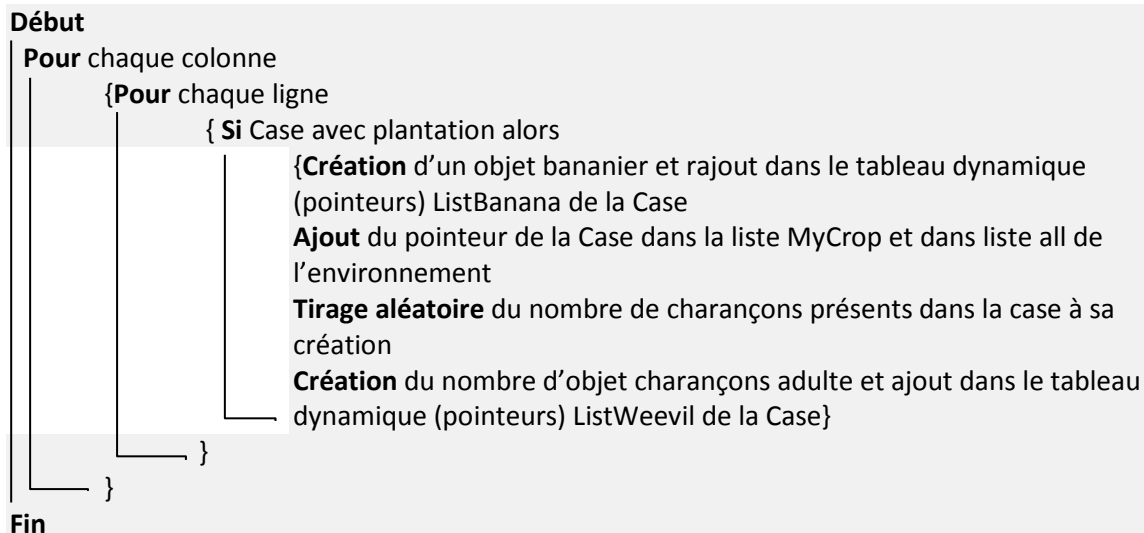 Début
Pour chaque colonne
{Pour chaque ligne
{ Si Case avec plantation alors
{Création d’un objet bananier et rajout dans le tableau dynamique
(pointeurs) ListBanana de la Case
Ajout du pointeur de la Case dans la liste MyCrop et dans liste all de
l’environnement
Tirage aléatoire du nombre de charançons présents dans la case à sa
création
Création du nombre d’objet charançons adulte et ajout dans le tableau
dynamique (pointeurs) ListWeevil de la Case}
}
}
Fin